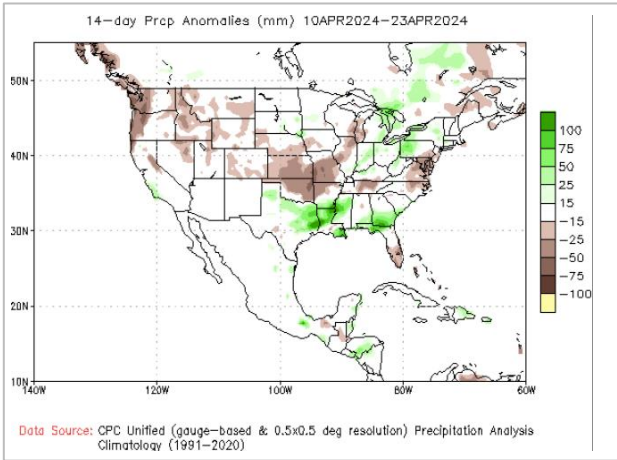 14-day Prcp Anomalies (mm) 10APR2024-23APR2024
50N
40N
30N
20N
10N
140W 120W 100W 80W 60W
100
75
50
25
15
-15
-25
-50
-75
-100
Data Source: CPC Unified (gauge-based & 0.5x0.5 deg resolution) Precipitation Analysis
Climatology (1991-2020)